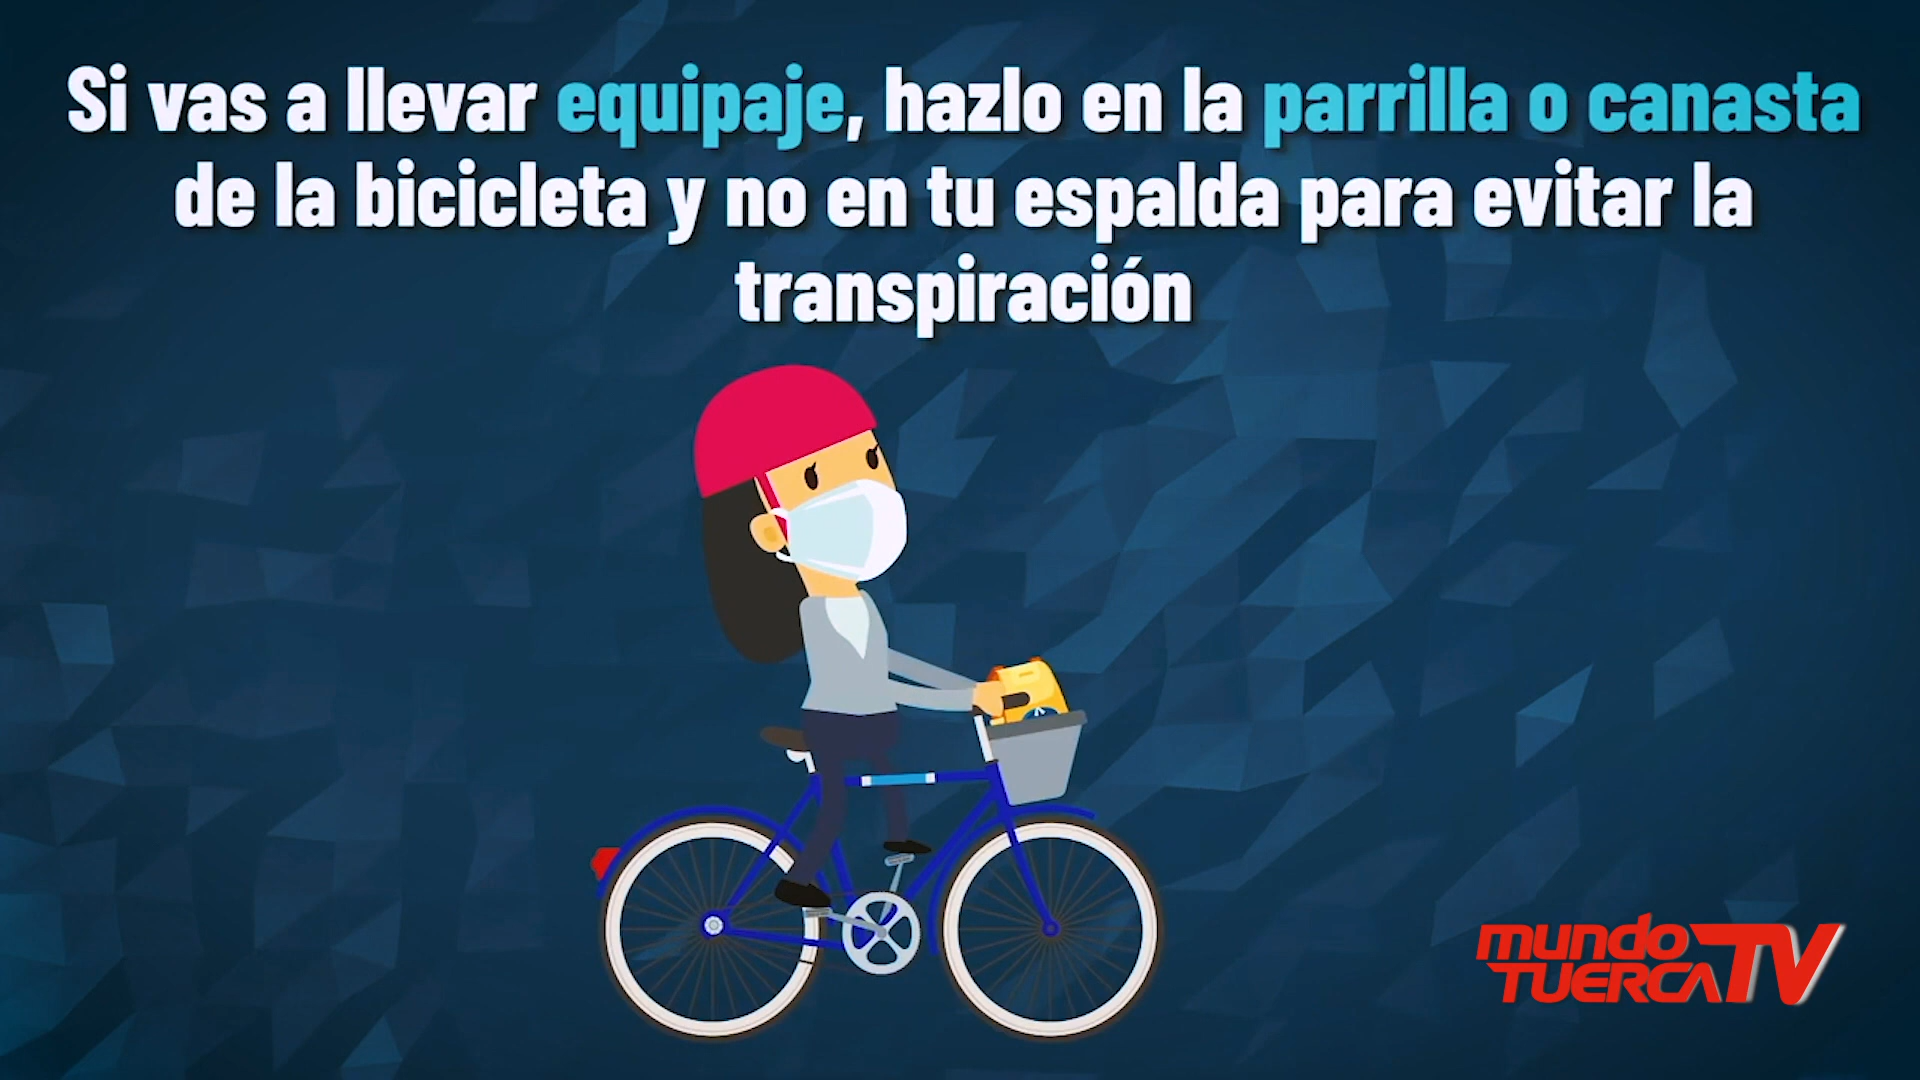 Si vas a llevar equipaje, hazlo en la parrilla o canasta
de la bicicleta y no en tu espalda para evitar la
transpiración
mundo
TUERCA TV